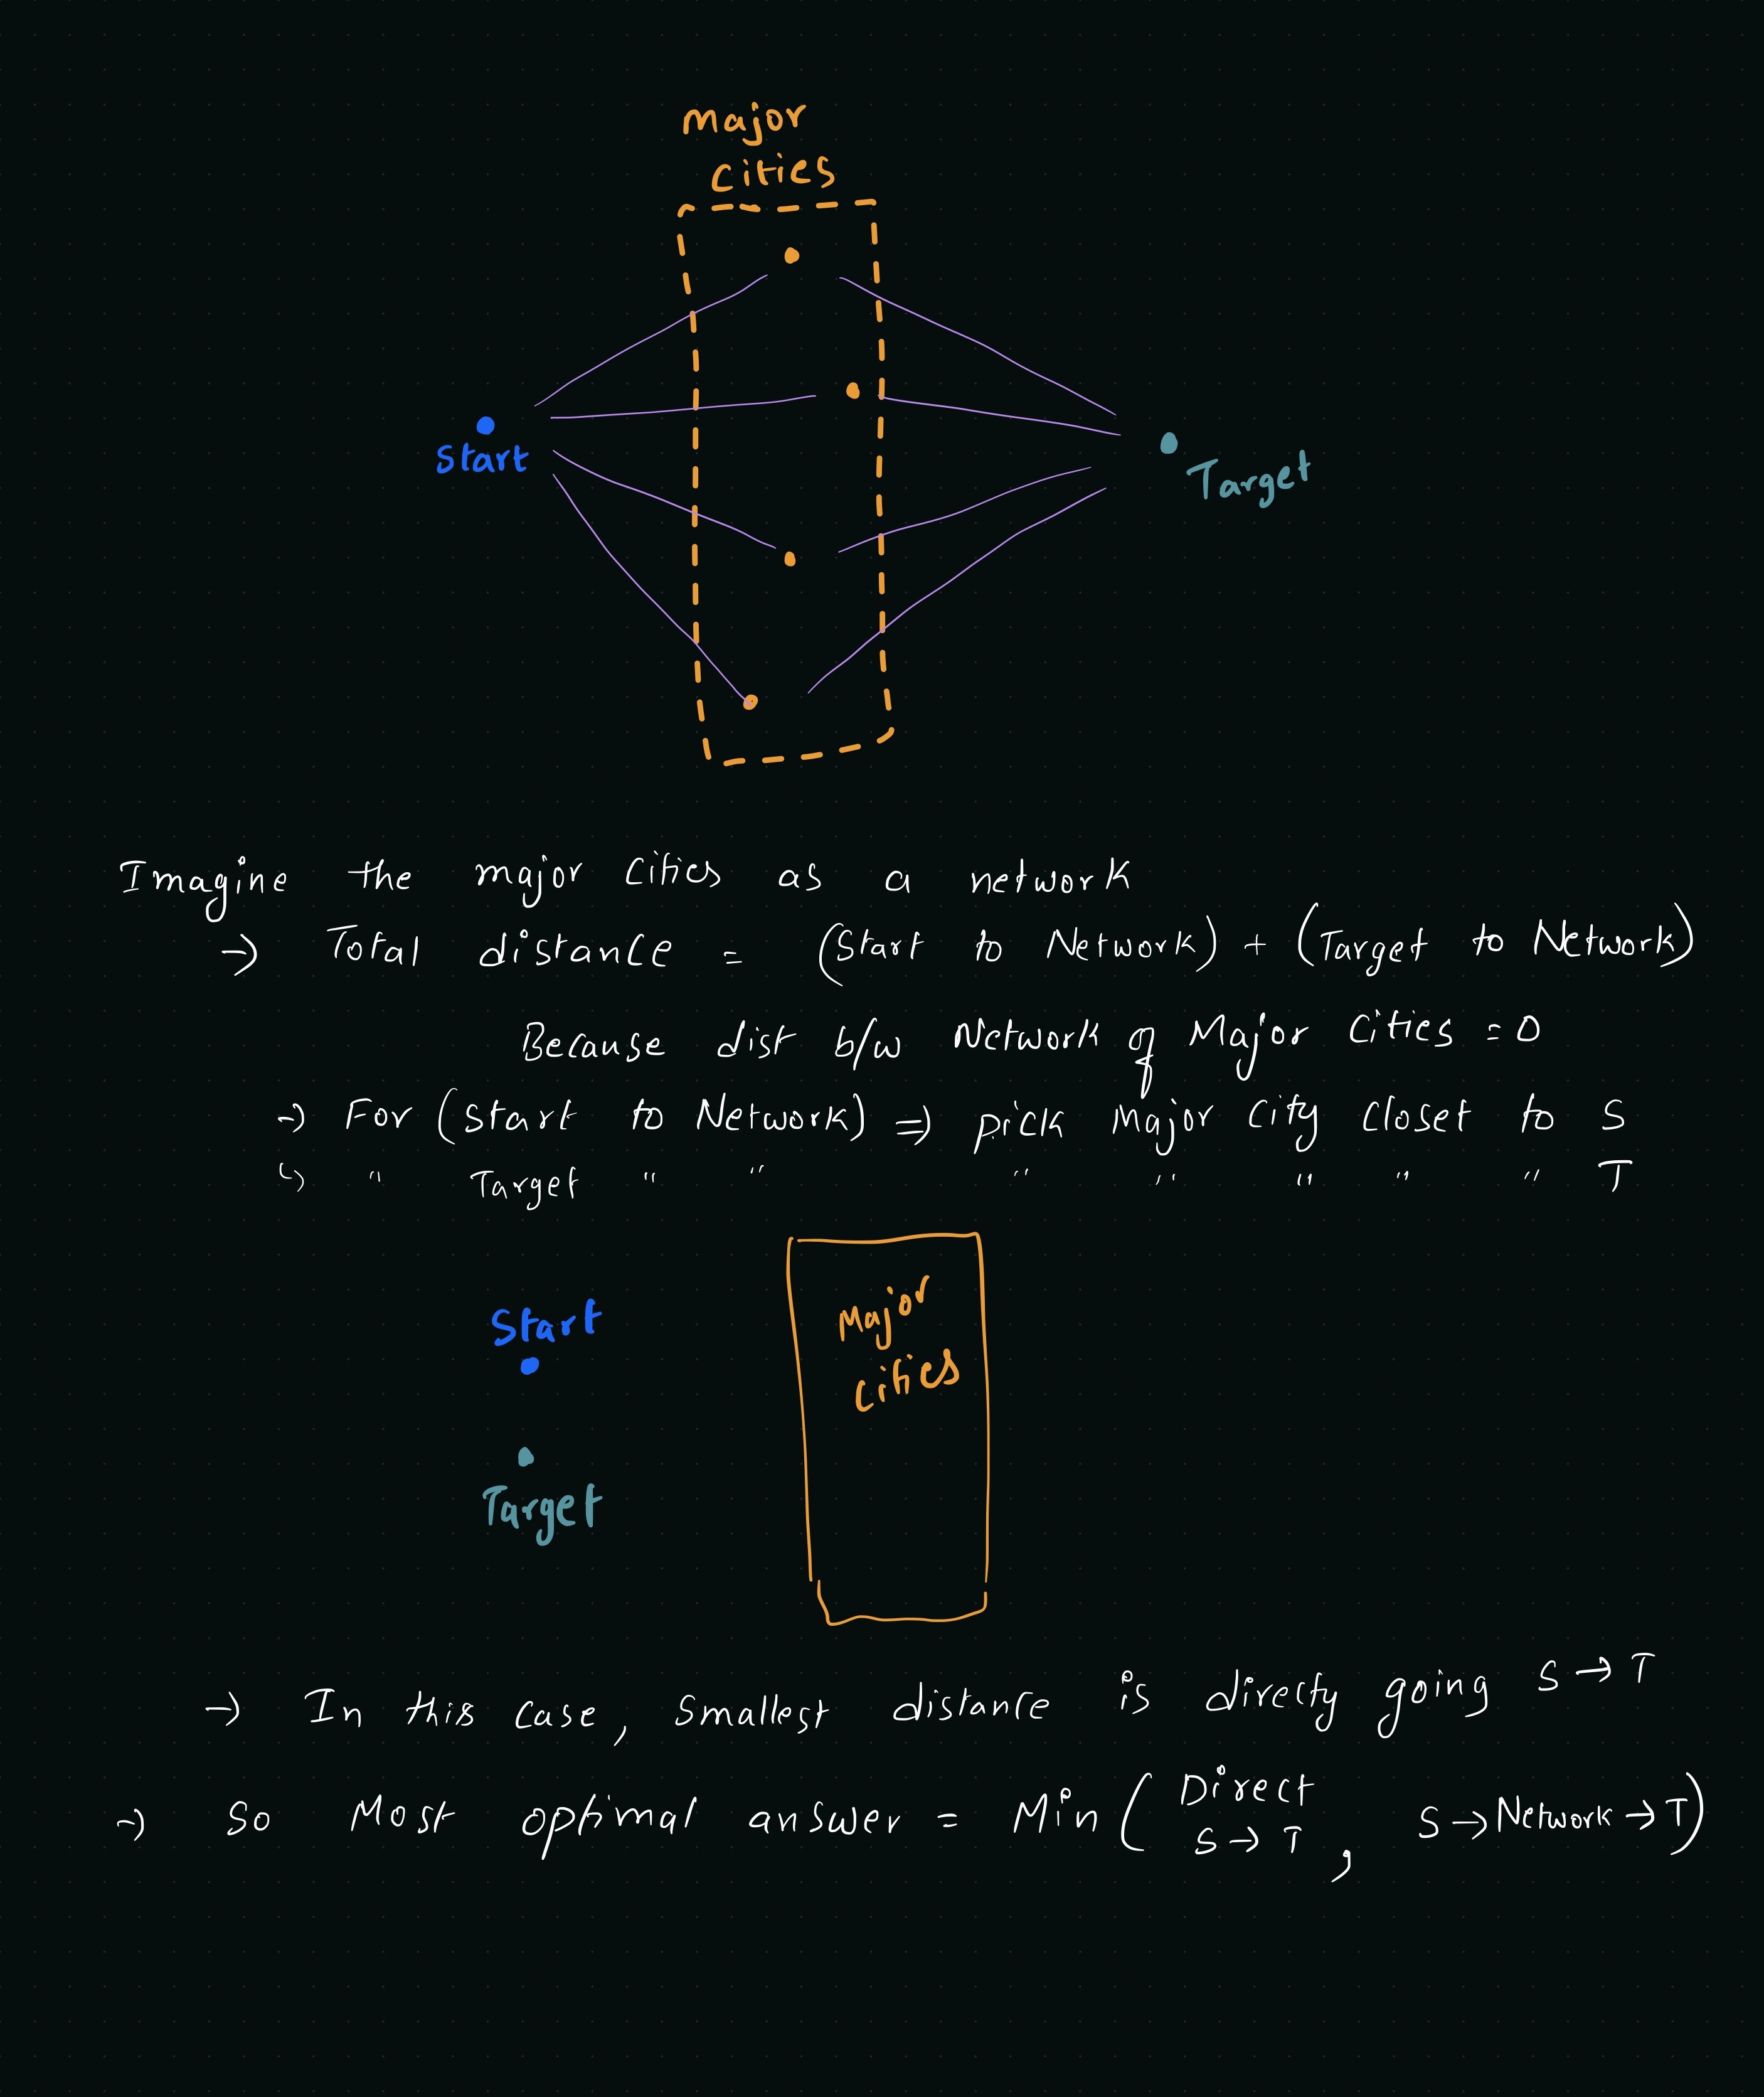 Major
Cities
Start
Target
Imagine the major cities as a network
→ Total distance = (Start to Network) + (Target to Network)
Because dist b/w Network of Major Cities = 0
→ For (Start to Network) ⇒ pick Major City Closet to S
↳ " Target " " " " " " " T
Start
Major
Cities
Target
→ In this case, Smallest distance is directy going S → T
→ So Most optimal answer = Min ( Direct
S → T , S → Network → T)